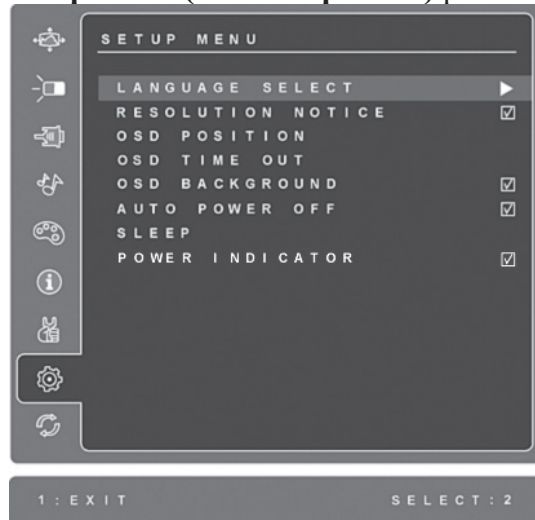 SETUP MENU
LANGUAGE SELECT
RESOLUTION NOTICE
OSD POSITION
OSD TIME OUT
OSD BACKGROUND
AUTO POWER OFF
SLEEP
POWER INDICATOR
1:EXIT SELECT:2